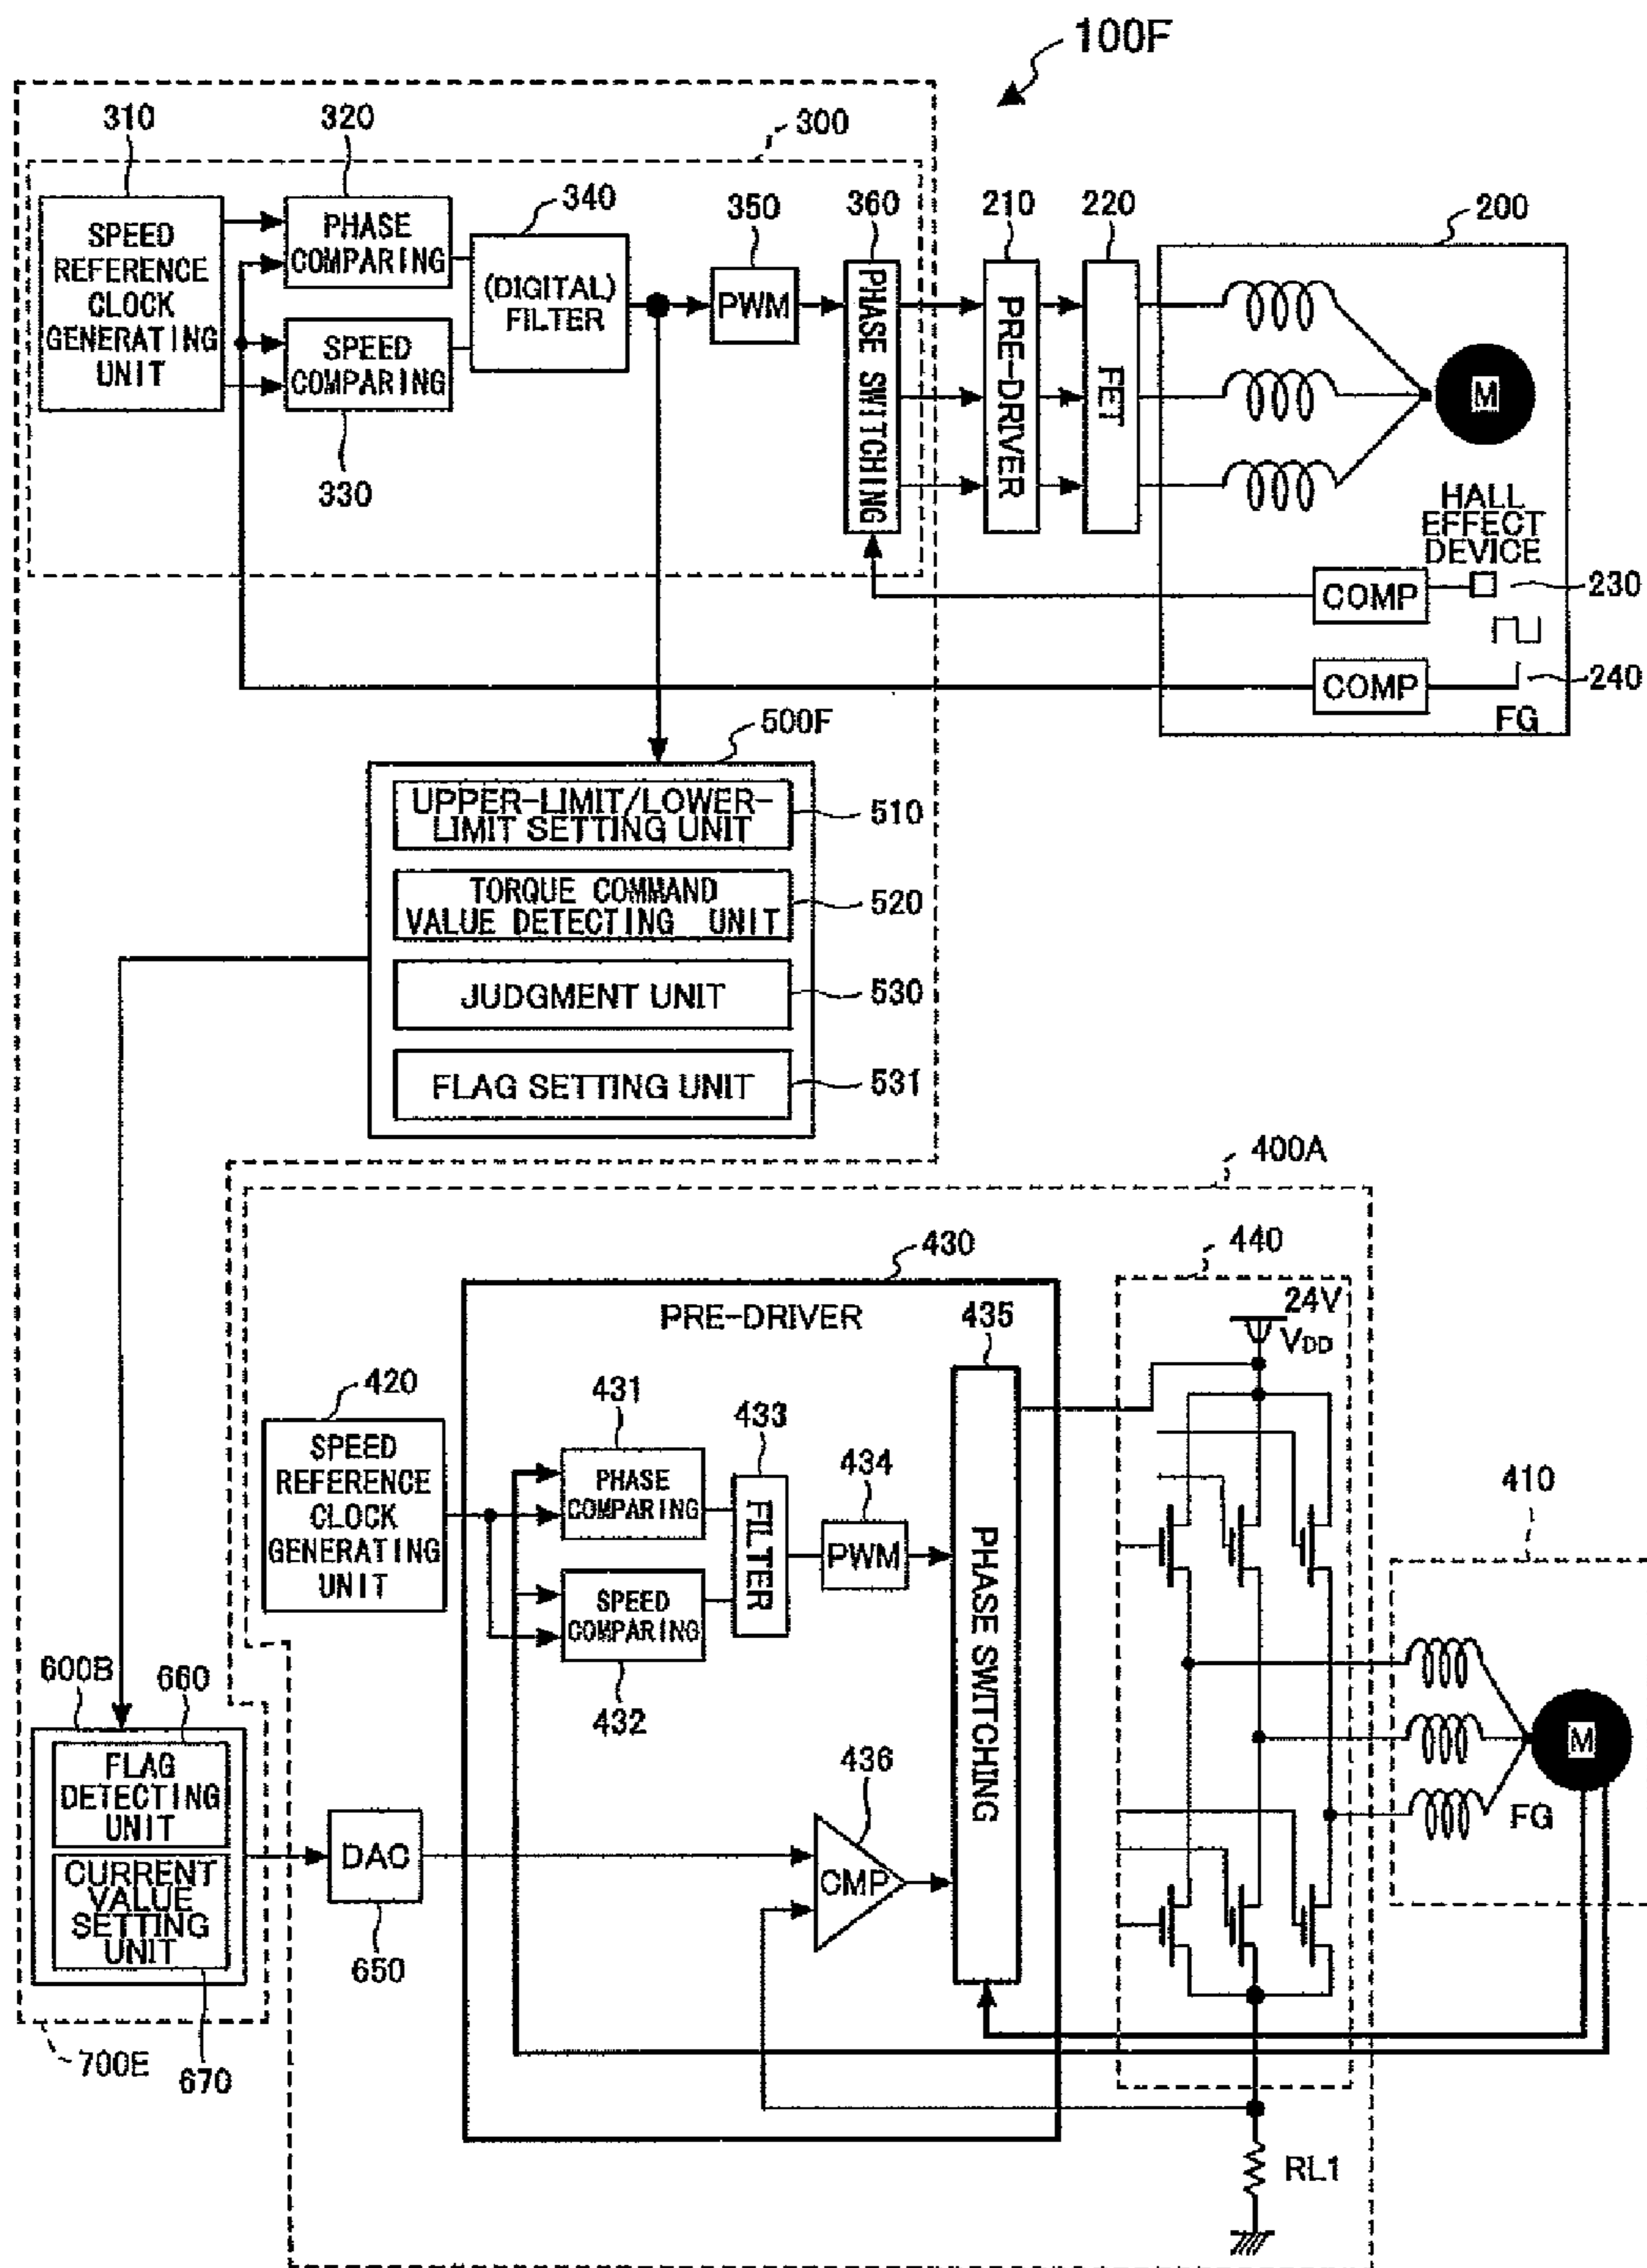 100F
310
320
300
340
350
360
210
220
200
SPEED
REFERENCE
CLOCK
GENERATING
UNIT
PHASE
COMPARING
(DIGITAL)
FILTER
PWM
PHASE SWITCHING
PRE-DRIVER
FET
SPEED
COMPARING
330
M
HALL
EFFECT
DEVICE
COMP
230
COMP
240
FG
500F
UPPER-LIMIT/LOWER-
LIMIT SETTING UNIT
510
TORQUE COMMAND
VALUE DETECTING UNIT
520
JUDGMENT UNIT
530
FLAG SETTING UNIT
531
400A
430
440
PRE-DRIVER
435
24V
VDD
420
431
433
434
410
SPEED
REFERENCE
CLOCK
GENERATING
UNIT
PHASE
COMPARING
FILTER
PWM
PHASE SWITCHING
SPEED
COMPARING
432
600B
660
FLAG
DETECTING
UNIT
CURRENT
VALUE
SETTING
UNIT
DAC
650
436
CMP
M
FG
700E
670
RL1